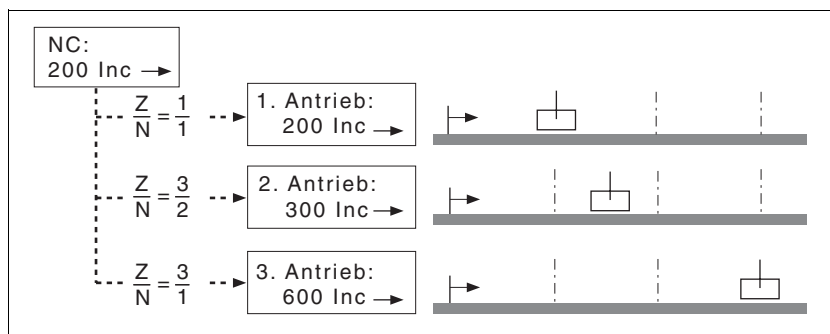 NC:
200 Inc →
Z/N = 1/1
1. Antrieb:
200 Inc →
Z/N = 3/2
2. Antrieb:
300 Inc →
Z/N = 3/1
3. Antrieb:
600 Inc →